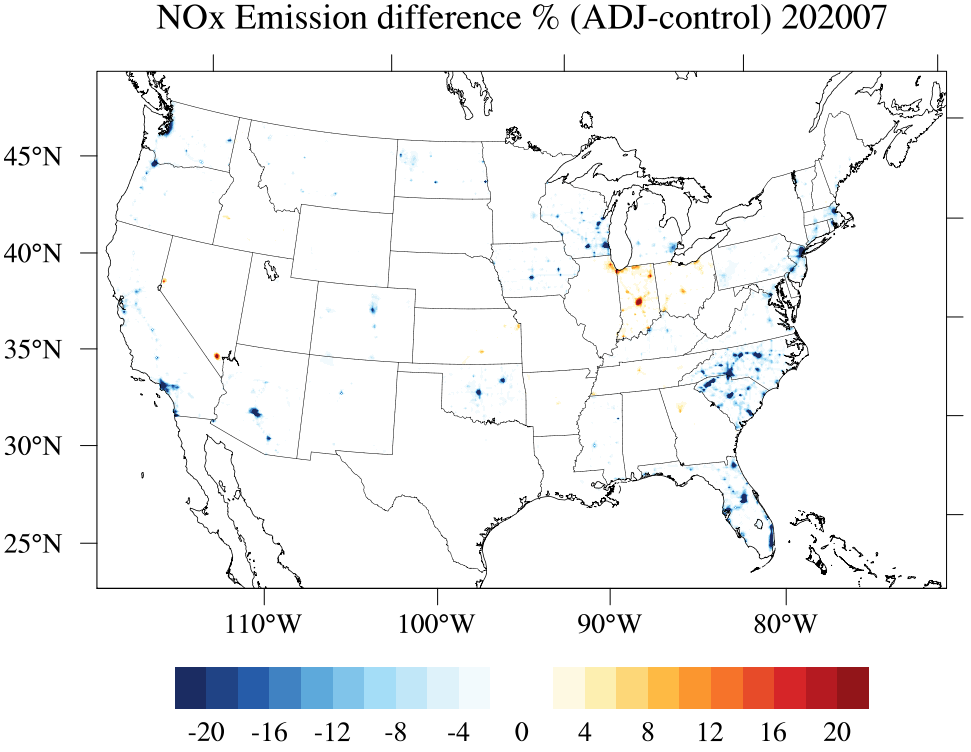 NOx Emission difference % (ADJ-control) 202007
45°N
40°N
35°N
30°N
25°N
110°W 100°W 90°W 80°W
-20 -16 -12 -8 -4 0 4 8 12 16 20